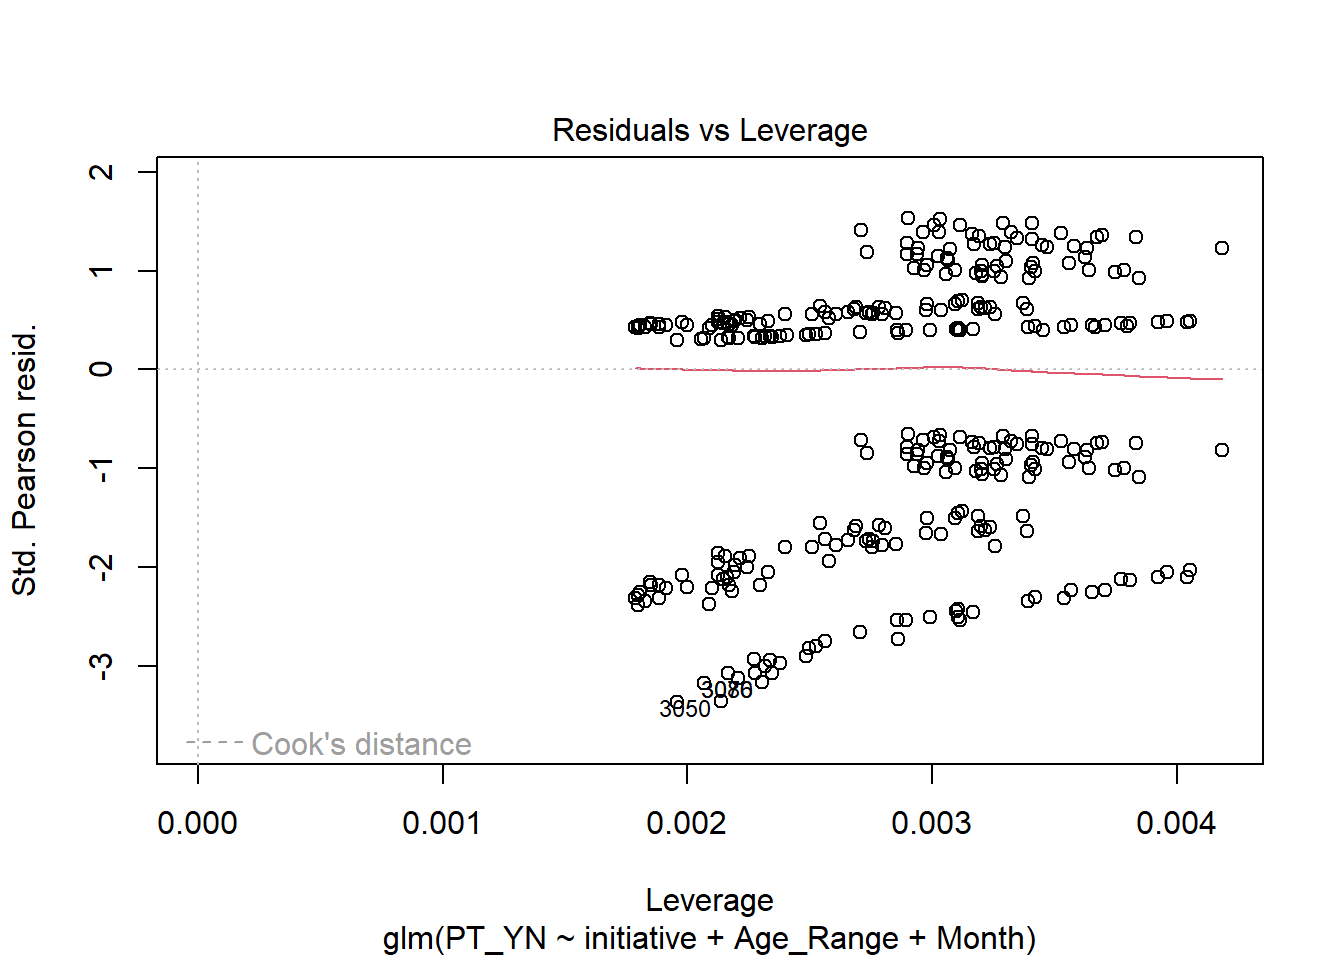 Residuals vs Leverage
Std. Pearson resid.
2
1
0
-1
-2
-3
3050
Cook's distance
0.000 0.001 0.002 0.003 0.004
Leverage
glm(PT_YN ~ initiative + Age_Range + Month)